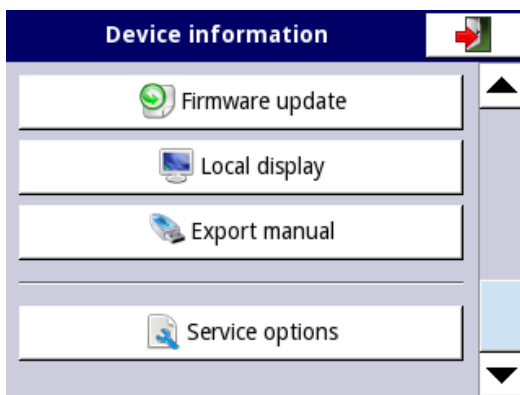 Device information
Firmware update
Local display
Export manual
Service options